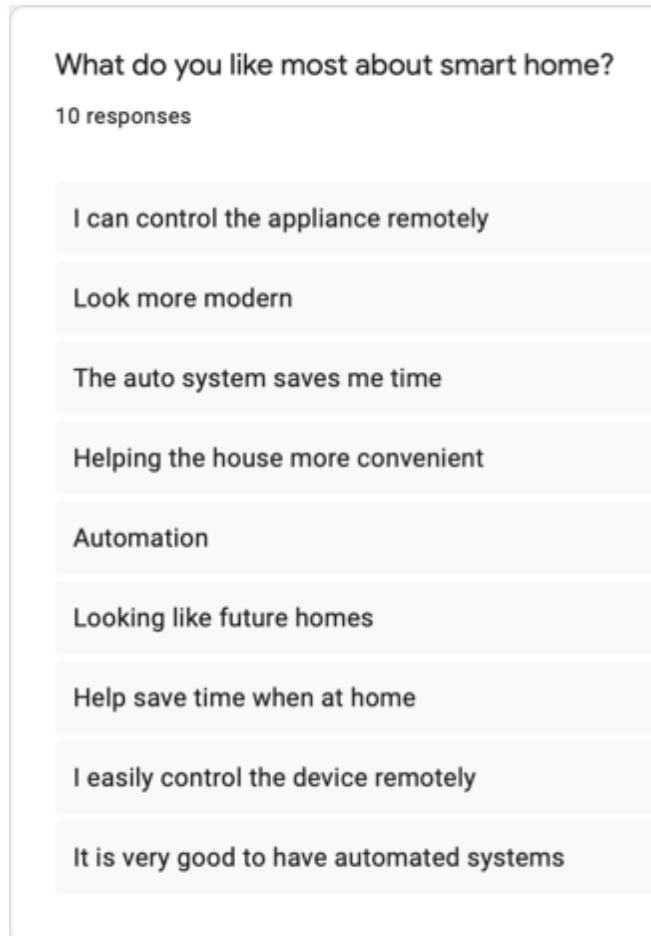 What do you like most about smart home?
10 responses
I can control the appliance remotely
Look more modern
The auto system saves me time
Helping the house more convenient
Automation
Looking like future homes
Help save time when at home
I easily control the device remotely
It is very good to have automated systems